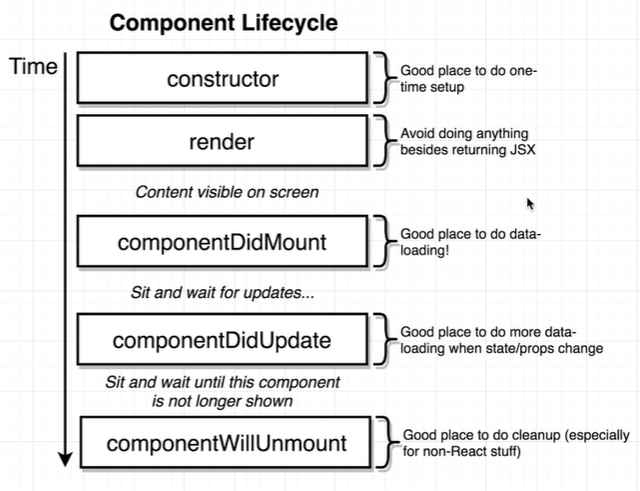 Component Lifecycle
Time
constructor
Good place to do one-
time setup
render
Avoid doing anything
besides returning JSX
Content visible on screen
componentDidMount
Good place to do data-
loading!
Sit and wait for updates...
componentDidUpdate
Good place to do more data-
loading when state/props change
Sit and wait until this component
is not longer shown
componentWillUnmount
Good place to do cleanup (especially
for non-React stuff)